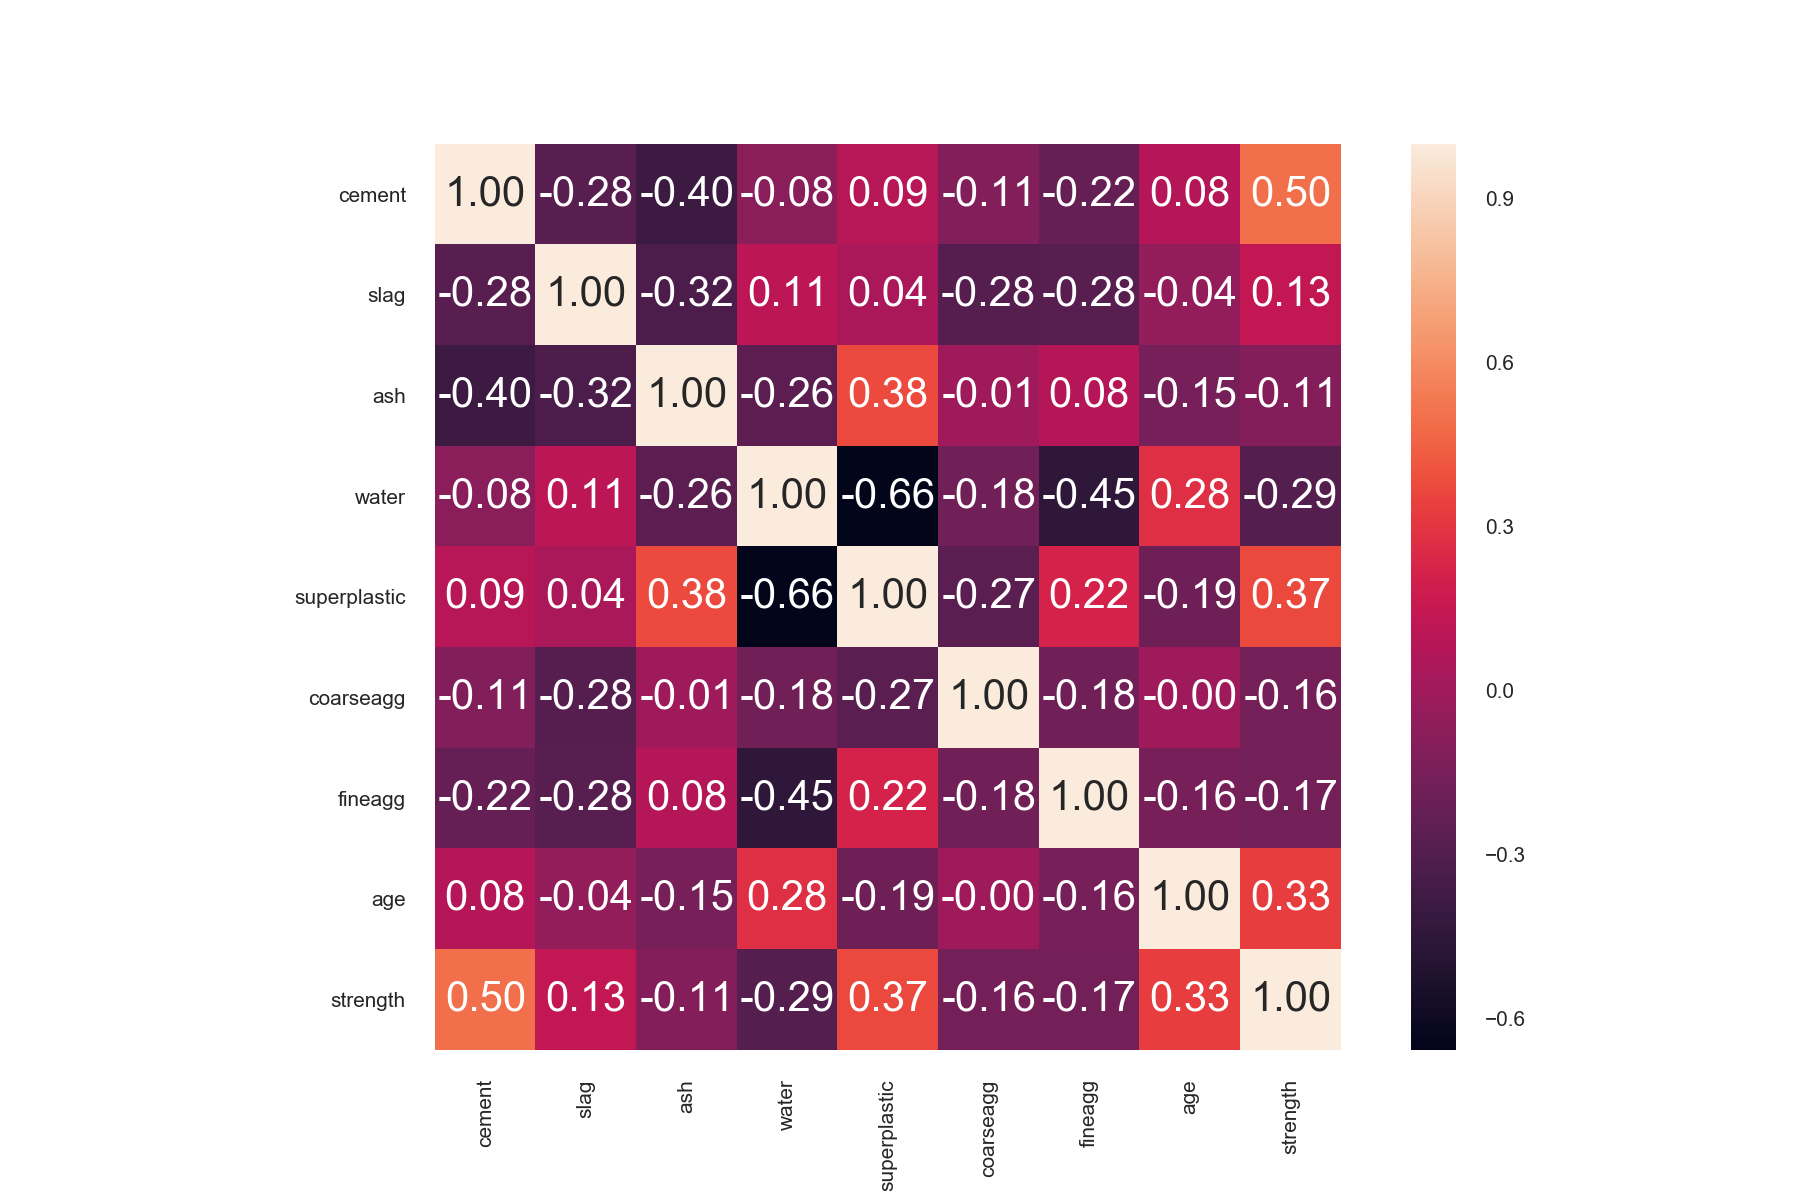 cement 1.00 -0.28 -0.40 -0.08 0.09 -0.11 -0.22 0.08 0.50
slag -0.28 1.00 -0.32 0.11 0.04 -0.28 -0.28 -0.04 0.13
ash -0.40 -0.32 1.00 -0.26 0.38 -0.01 0.08 -0.15 -0.11
water -0.08 0.11 -0.26 1.00 -0.66 -0.18 -0.45 0.28 -0.29
superplastic 0.09 0.04 0.38 -0.66 1.00 -0.27 0.22 -0.19 0.37
coarseagg -0.11 -0.28 -0.01 -0.18 -0.27 1.00 -0.18 -0.00 -0.16
fineagg -0.22 -0.28 0.08 -0.45 0.22 -0.18 1.00 -0.16 -0.17
age 0.08 -0.04 -0.15 0.28 -0.19 -0.00 -0.16 1.00 0.33
strength 0.50 0.13 -0.11 -0.29 0.37 -0.16 -0.17 0.33 1.00
cement
slag
ash
water
superplastic
coarseagg
fineagg
age
strength
0.9
0.6
0.3
0.0
−0.3
−0.6